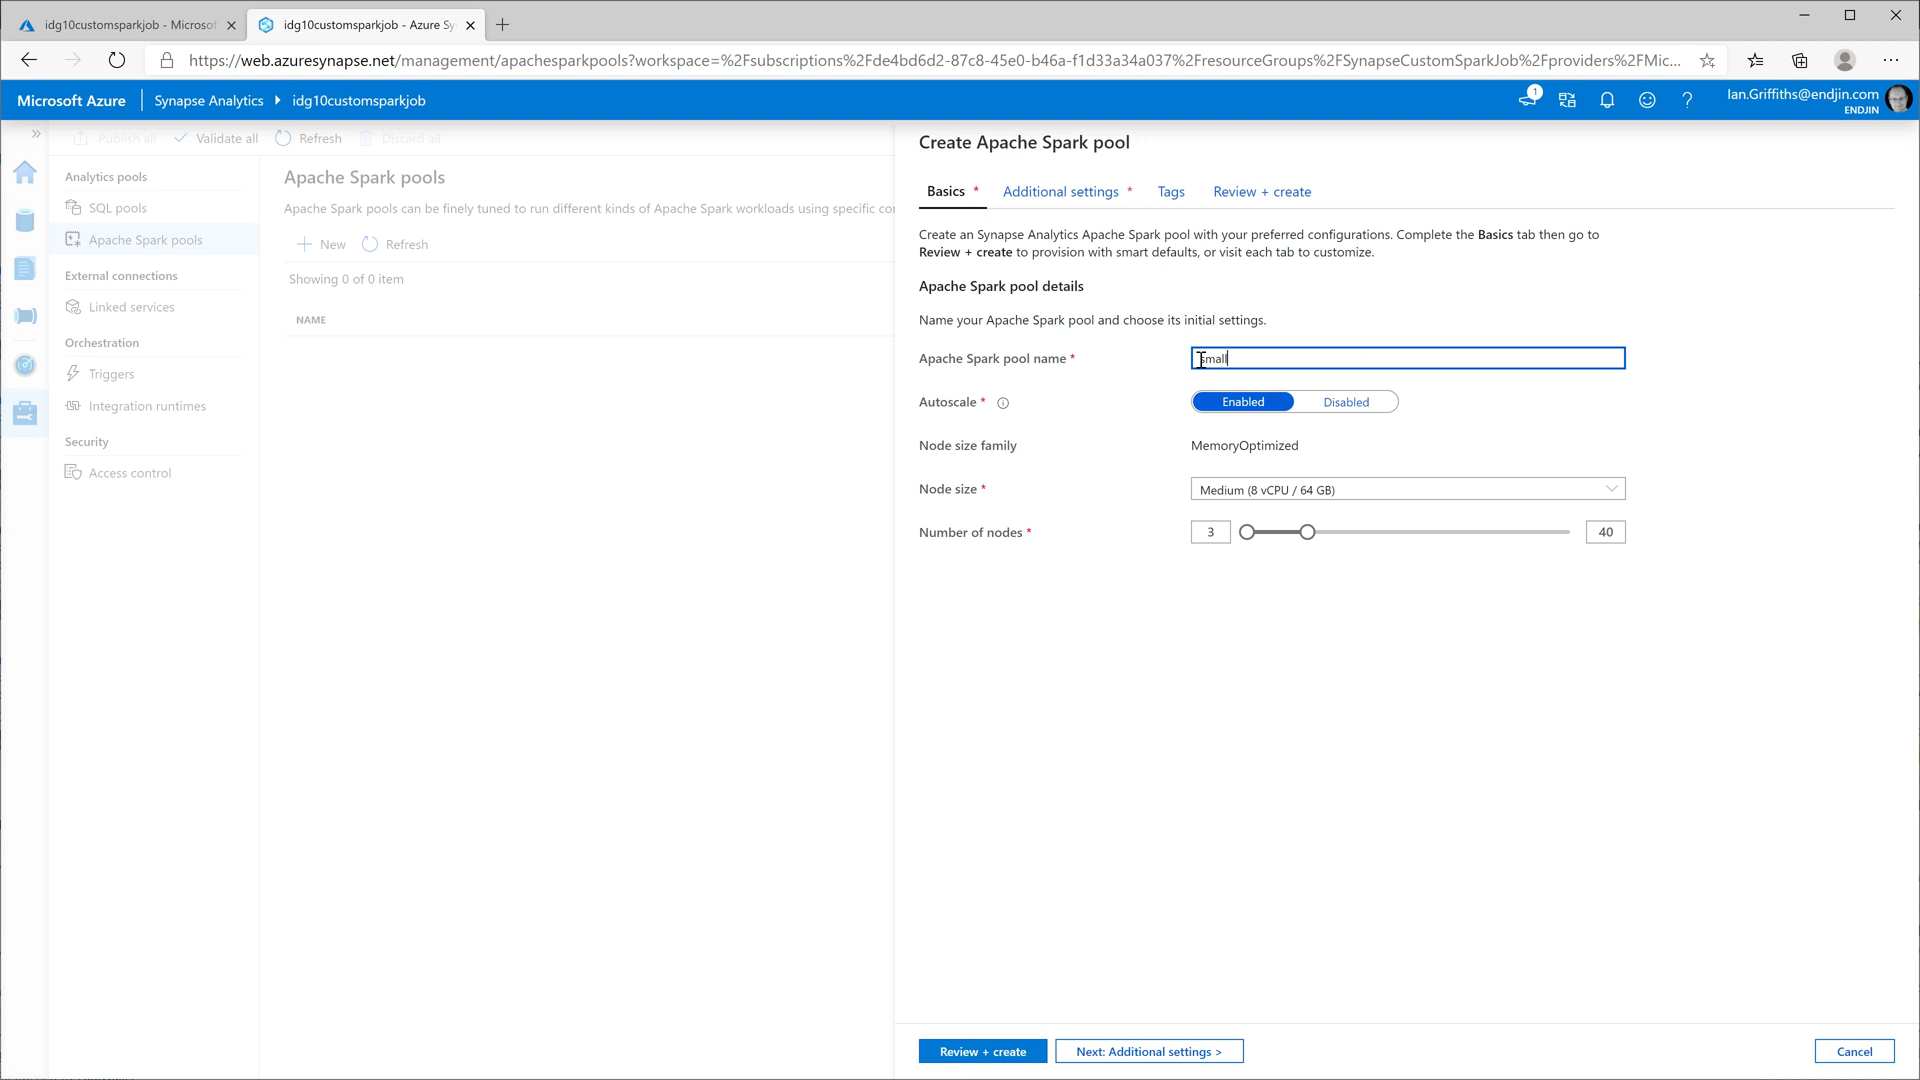 idg10customsparkjob - Microsof
idg10customsparkjob - Azure Sy
https://web.azuresynapse.net/management/apachesparkpools?workspace=%2Fsubscriptions%2Fde4bd6d2-87c8-45e0-b46a-f1d33a34a037%2FresourceGroups%2FSynapseCustomSparkJob%2Fproviders%2FMic...
Microsoft Azure
Synapse Analytics
idg10customsparkjob
1
Ian.Griffiths@endjin.com
ENDJIN
Publish all
Validate all
Refresh
Discard all
Analytics pools
SQL pools
Apache Spark pools
External connections
Linked services
Orchestration
Triggers
Integration runtimes
Security
Access control
Apache Spark pools
Apache Spark pools can be finely tuned to run different kinds of Apache Spark workloads using specific co
New
Refresh
Showing 0 of 0 item
NAME
Create Apache Spark pool
Basics *
Additional settings *
Tags
Review + create
Create an Synapse Analytics Apache Spark pool with your preferred configurations. Complete the Basics tab then go to
Review + create to provision with smart defaults, or visit each tab to customize.
Apache Spark pool details
Name your Apache Spark pool and choose its initial settings.
Apache Spark pool name *
small
Autoscale *
Enabled
Disabled
Node size family
MemoryOptimized
Node size *
Medium (8 vCPU / 64 GB)
Number of nodes *
3
40
Review + create
Next: Additional settings >
Cancel